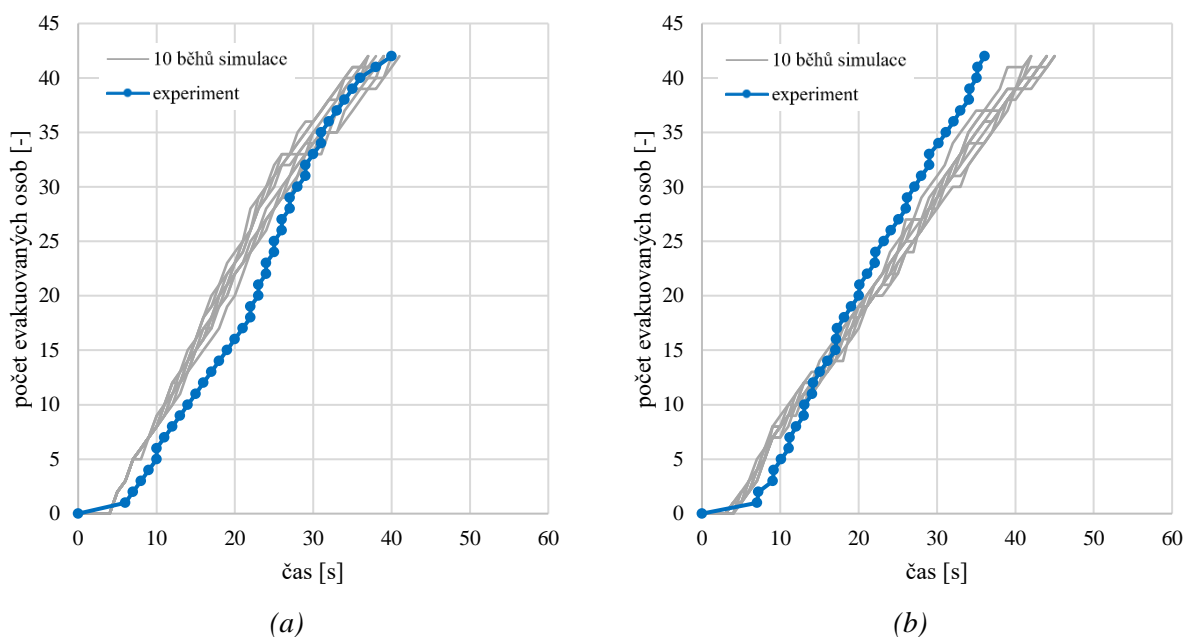 45
40
35
30
25
20
15
10
5
0
počet evakuovaných osob [-]
10 běhů simulace
experiment
0 10 20 30 40 50 60
čas [s]
(a)
45
40
35
30
25
20
15
10
5
0
počet evakuovaných osob [-]
10 běhů simulace
experiment
0 10 20 30 40 50 60
čas [s]
(b)